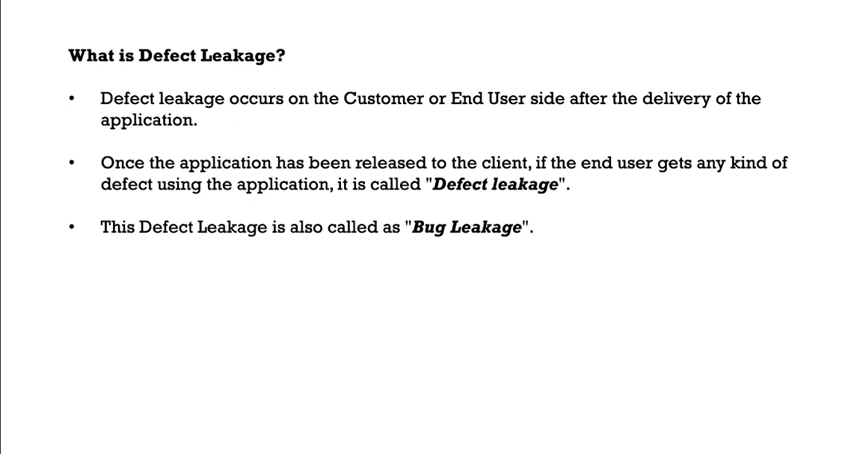 What is Defect Leakage?
• Defect leakage occurs on the Customer or End User side after the delivery of the
application.
• Once the application has been released to the client, if the end user gets any kind of
defect using the application, it is called "Defect leakage".
• This Defect Leakage is also called as "Bug Leakage".